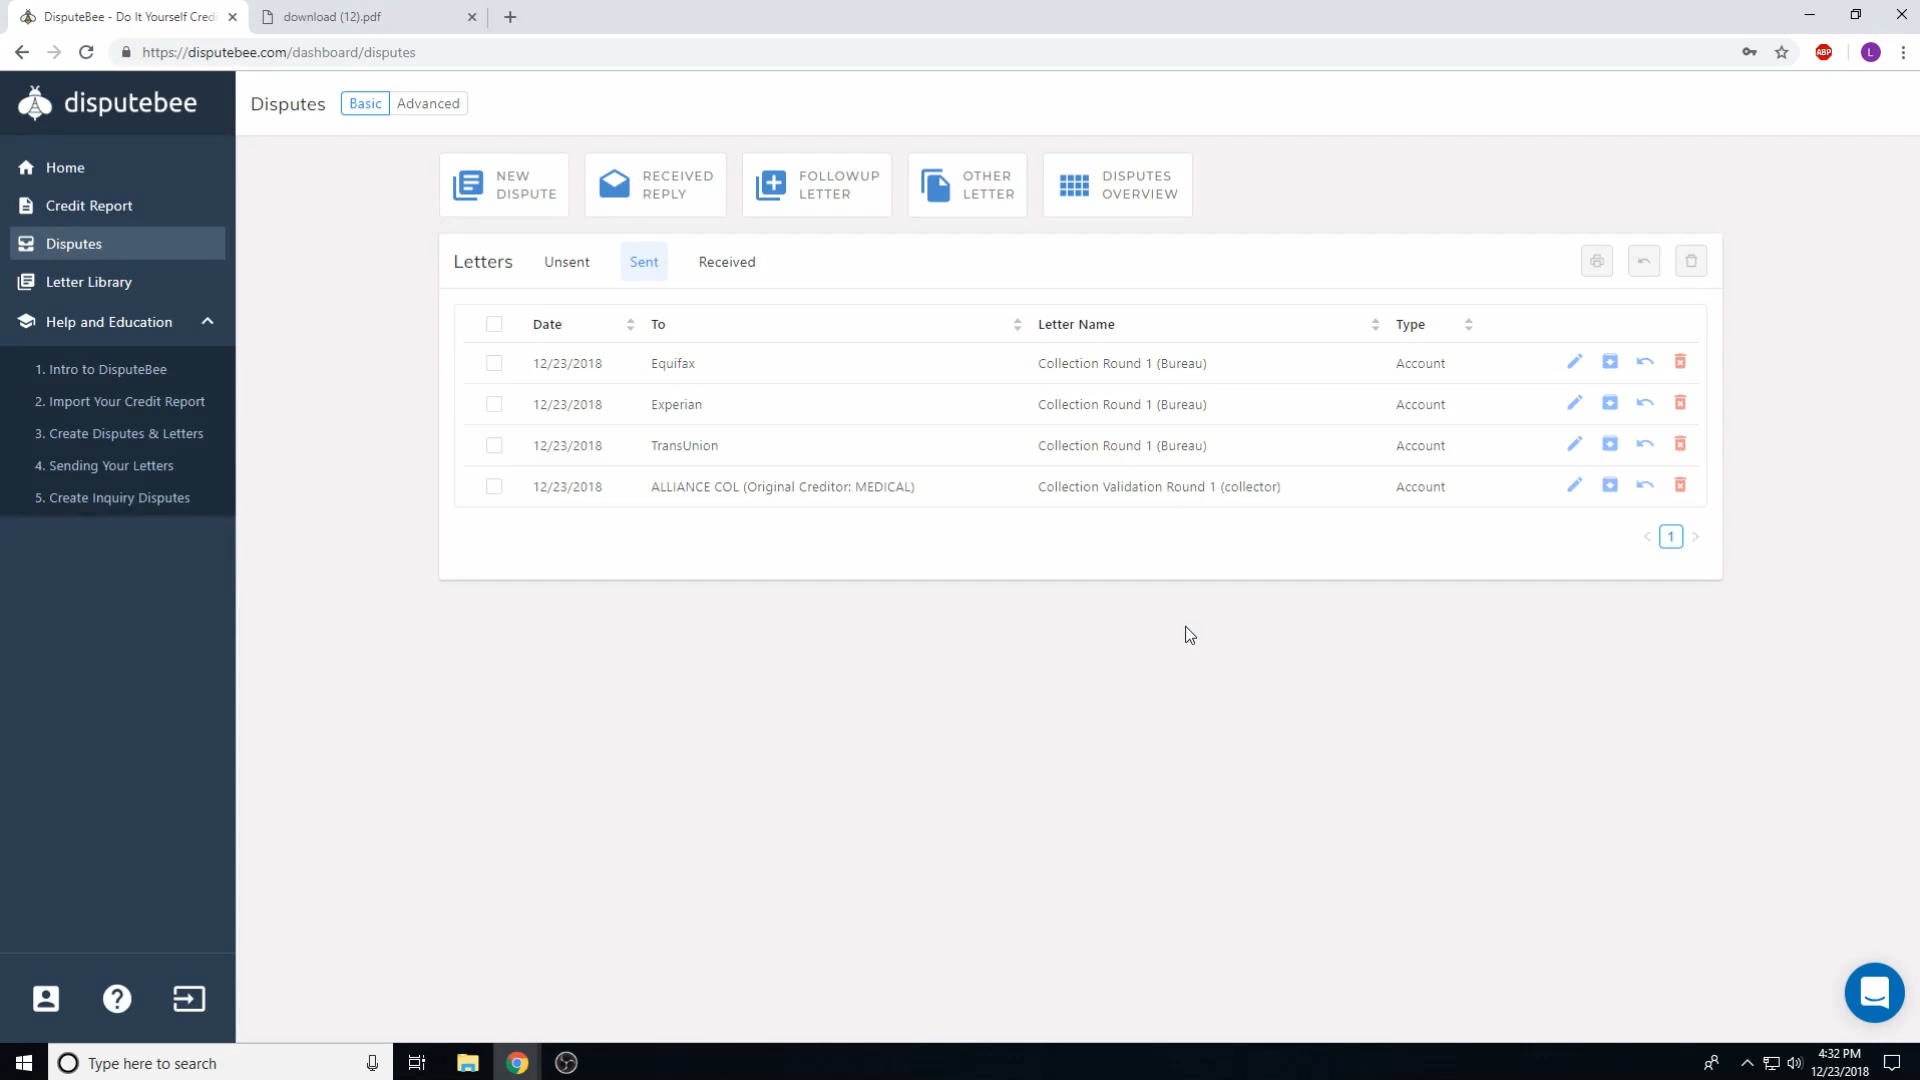 DisputeBee - Do It Yourself Credi
download (12).pdf
https://disputebee.com/dashboard/disputes
ABP
L
disputebee
Disputes
Basic
Advanced
Home
Credit Report
Disputes
Letter Library
Help and Education
1. Intro to DisputeBee
2. Import Your Credit Report
3. Create Disputes & Letters
4. Sending Your Letters
5. Create Inquiry Disputes
NEW DISPUTE
RECEIVED REPLY
FOLLOWUP LETTER
OTHER LETTER
DISPUTES OVERVIEW
Letters Unsent Sent Received
Date To Letter Name Type
12/23/2018 Equifax Collection Round 1 (Bureau) Account
12/23/2018 Experian Collection Round 1 (Bureau) Account
12/23/2018 TransUnion Collection Round 1 (Bureau) Account
12/23/2018 ALLIANCE COL (Original Creditor: MEDICAL) Collection Validation Round 1 (collector) Account
< 1 >
Type here to search
4:32 PM
12/23/2018